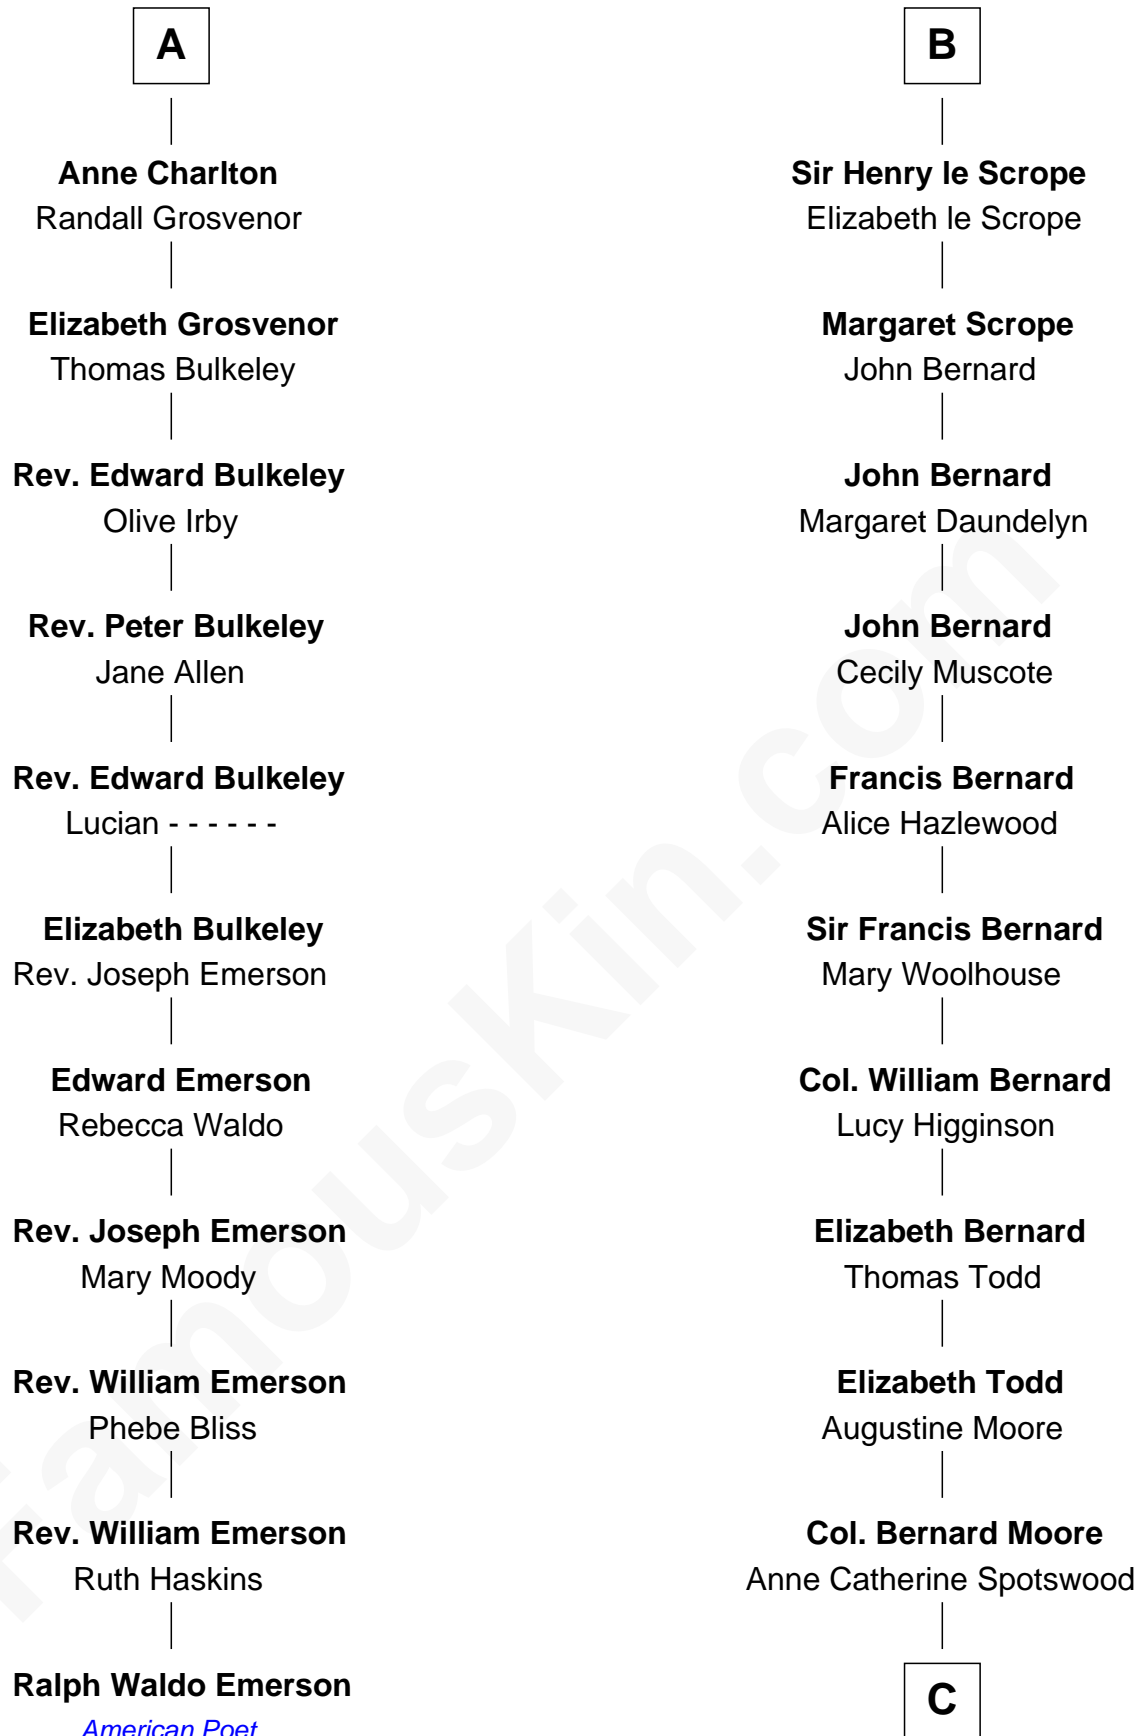 A
Anne Charlton
Randall Grosvenor
Elizabeth Grosvenor
Thomas Bulkeley
Rev. Edward Bulkeley
Olive Irby
Rev. Peter Bulkeley
Jane Allen
Rev. Edward Bulkeley
Lucian - - - - - -
Elizabeth Bulkeley
Rev. Joseph Emerson
Edward Emerson
Rebecca Waldo
Rev. Joseph Emerson
Mary Moody
Rev. William Emerson
Phebe Bliss
Rev. William Emerson
Ruth Haskins
Ralph Waldo Emerson
American Poet
B
Sir Henry le Scrope
Elizabeth le Scrope
Margaret Scrope
John Bernard
John Bernard
Margaret Daundelyn
John Bernard
Cecily Muscote
Francis Bernard
Alice Hazlewood
Sir Francis Bernard
Mary Woolhouse
Col. William Bernard
Lucy Higginson
Elizabeth Bernard
Thomas Todd
Elizabeth Todd
Augustine Moore
Col. Bernard Moore
Anne Catherine Spotswood
C
FamousKin.com